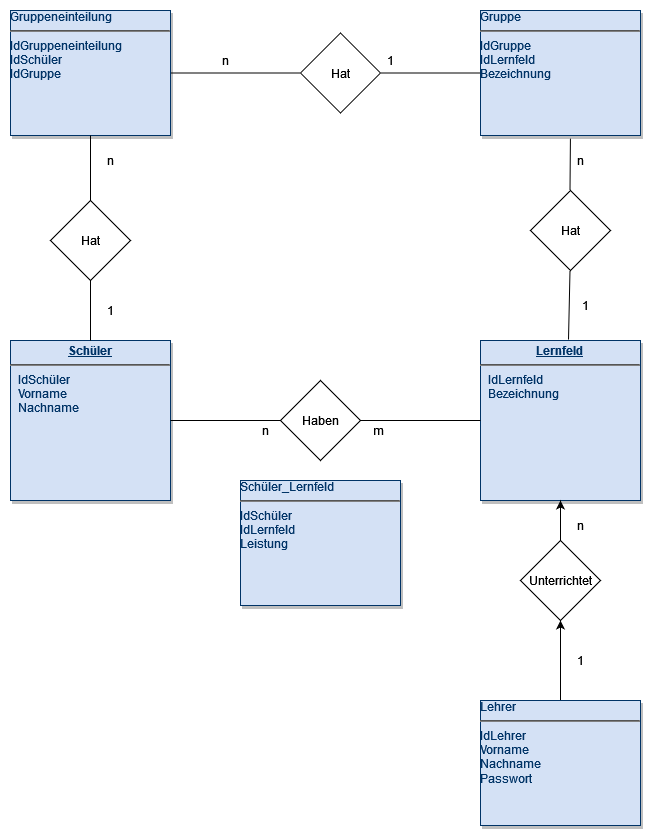 Gruppeneinteilung
IdGruppeneinteilung
IdSchüler
IdGruppe
n
Hat
1
Gruppe
IdGruppe
IdLernfeld
Bezeichnung
n
Hat
1
n
Hat
1
Schüler
IdSchüler
Vorname
Nachname
n
Haben
m
Lernfeld
IdLernfeld
Bezeichnung
Schüler_Lernfeld
IdSchüler
IdLernfeld
Leistung
n
Unterrichtet
1
Lehrer
IdLehrer
Vorname
Nachname
Passwort